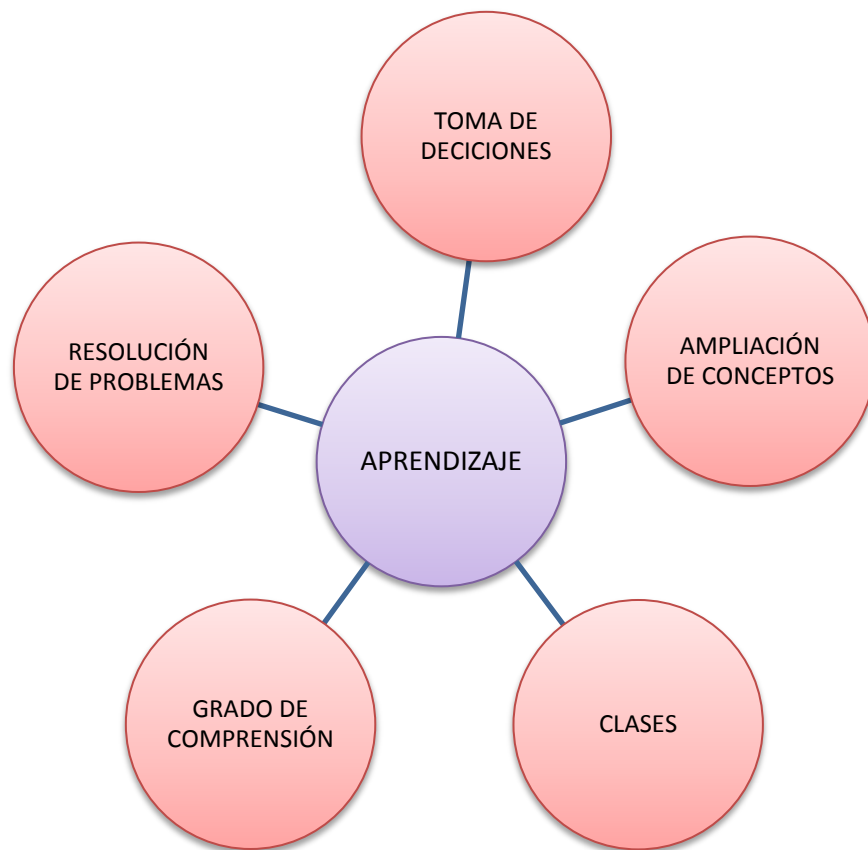 TOMA DE
DECICIONES
RESOLUCIÓN
DE PROBLEMAS
AMPLIACIÓN
DE CONCEPTOS
APRENDIZAJE
GRADO DE
COMPRENSIÓN
CLASES